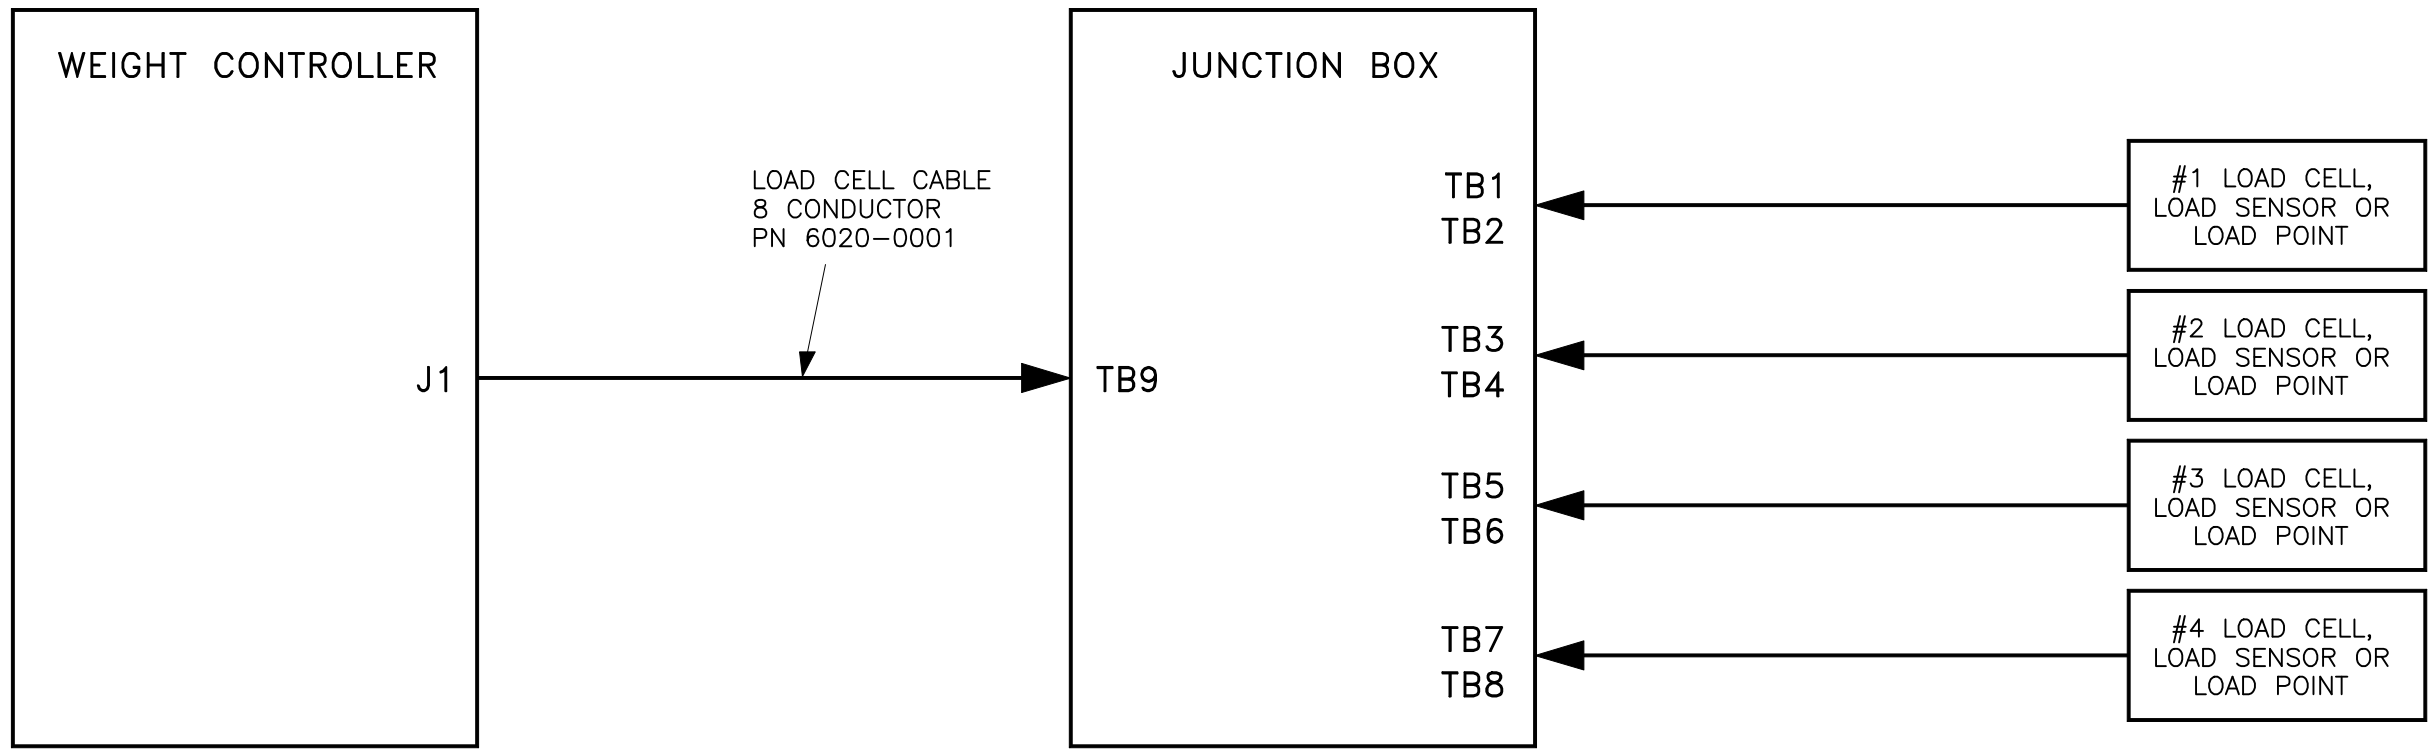 WEIGHT CONTROLLER
J1
LOAD CELL CABLE
8 CONDUCTOR
PN 6020-0001
JUNCTION BOX
TB9
TB1
TB2
TB3
TB4
TB5
TB6
TB7
TB8
#1 LOAD CELL,
LOAD SENSOR OR
LOAD POINT
#2 LOAD CELL,
LOAD SENSOR OR
LOAD POINT
#3 LOAD CELL,
LOAD SENSOR OR
LOAD POINT
#4 LOAD CELL,
LOAD SENSOR OR
LOAD POINT